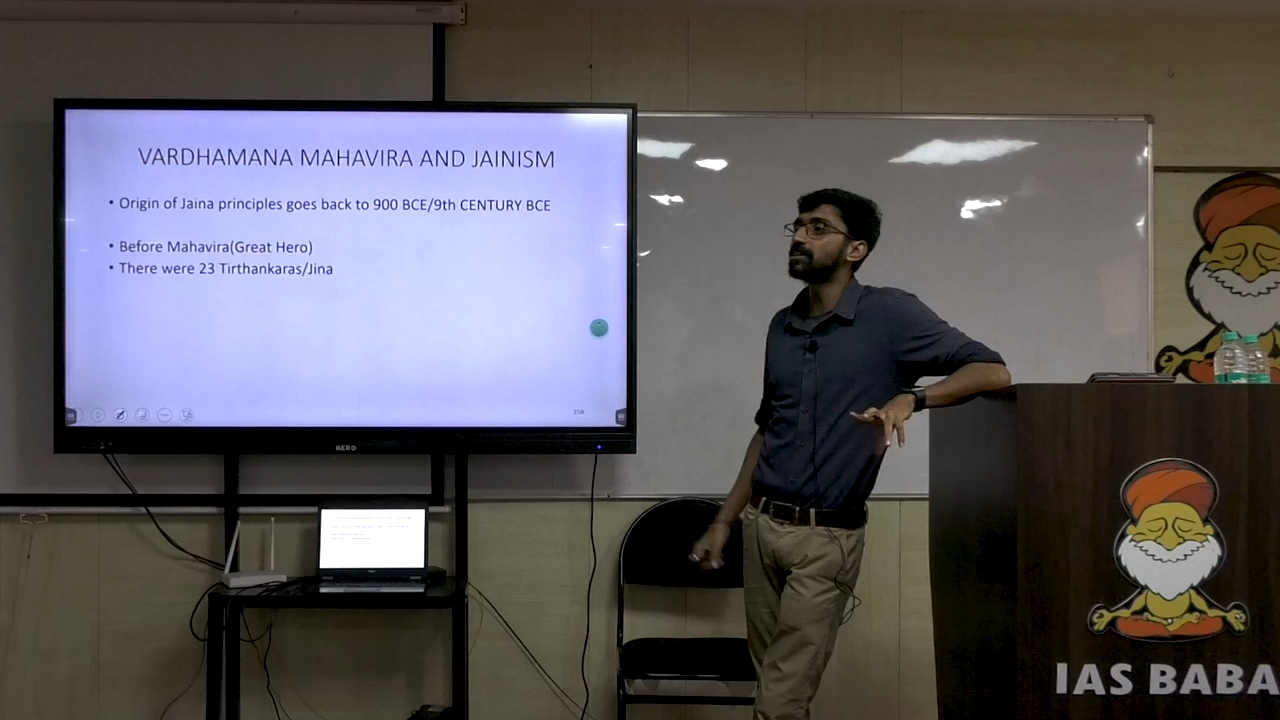 VARDHAMANA MAHAVIRA AND JAINISM
• Origin of Jaina principles goes back to 900 BCE/9th CENTURY BCE
• Before Mahavira(Great Hero)
• There were 23 Tirthankaras/Jina
AERO
IAS BABA